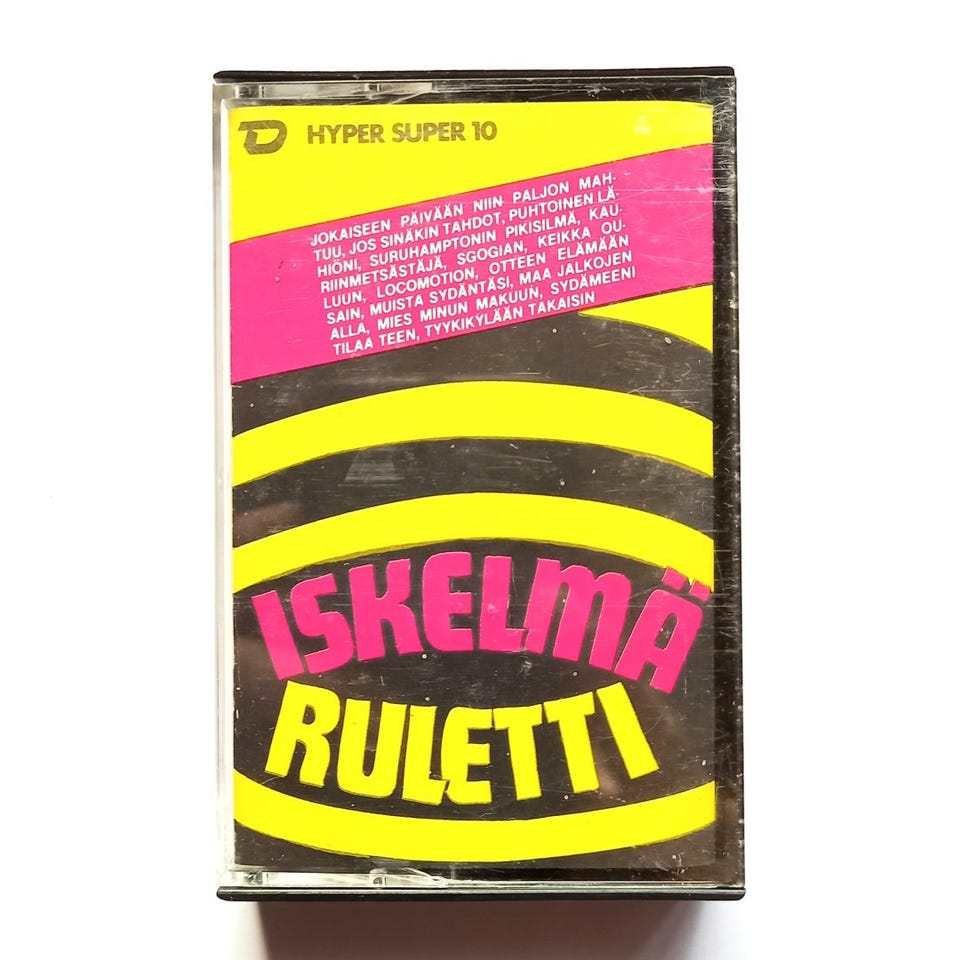 D HYPER SUPER 10
JOKAISEEN PÄIVÄÄN NIIN PALJON MAH-
TUU, JOS SINÄKIN TAHDOT, PUHTOINEN LÄ-
HIÖNI, SURUHAMPTONIN PIKISILMÄ, KAU-
RIINMETSÄSTÄJÄ, SGOGIAN, KEIKKA OU-
LUUN, LOCOMOTION, OTTEEN ELÄMÄÄN
SAIN, MUISTA SYDÄNTÄSI, MAA JALKOJEN
ALLA, MIES MINUN MAKUUN, SYDÄMEENI
TILAA TEEN, TYYKIKYLÄÄN TAKAISIN
ISKELMÄ
RULETTI